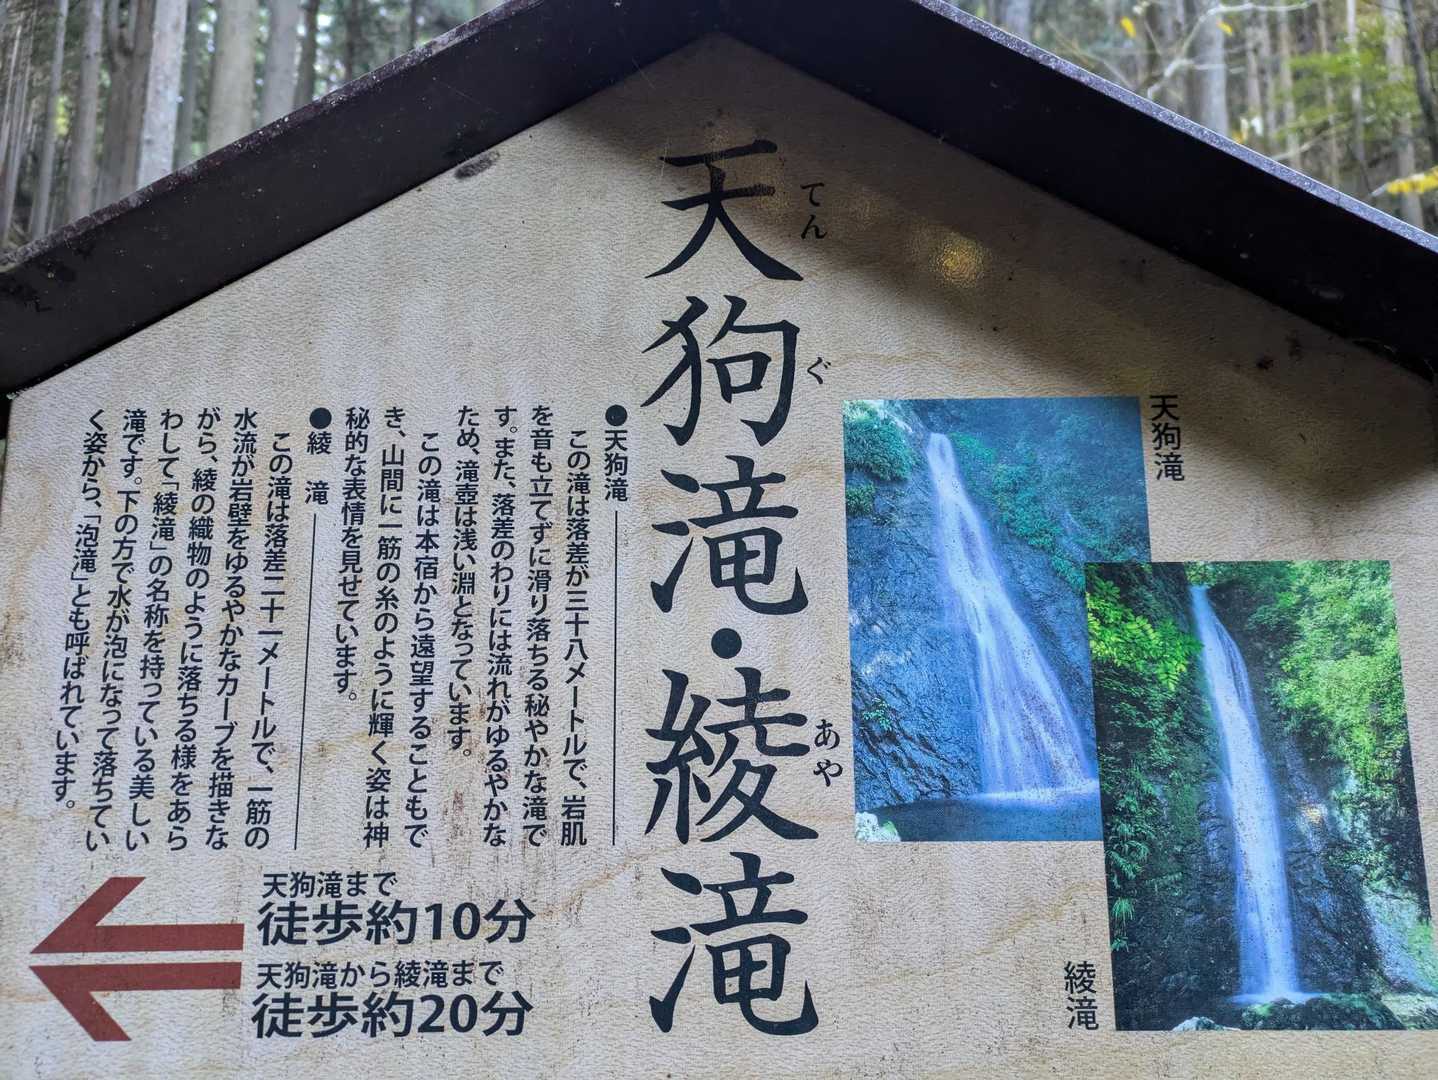 天狗滝・綾滝
てんぐ
あや
天狗滝
綾滝
●天狗滝
この滝は落差が三十八メートルで、岩肌
を音も立てずに滑り落ちる秘やかな滝で
す。また、落差のわりには流れがゆるやかな
ため、滝壺は浅い淵となっています。
この滝は本宿から遠望することもで
き、山間に一筋の糸のように輝く姿は神
秘的な表情を見せています。
●綾　滝
この滝は落差二十一メートルで、一筋の
水流が岩壁をゆるやかなカーブを描きな
がら、綾の織物のように落ちる様をあら
わして「綾滝」の名称を持っている美しい
滝です。下の方で水が泡になって落ちてい
く姿から、「泡滝」とも呼ばれています。
天狗滝まで
徒歩約10分
天狗滝から綾滝まで
徒歩約20分